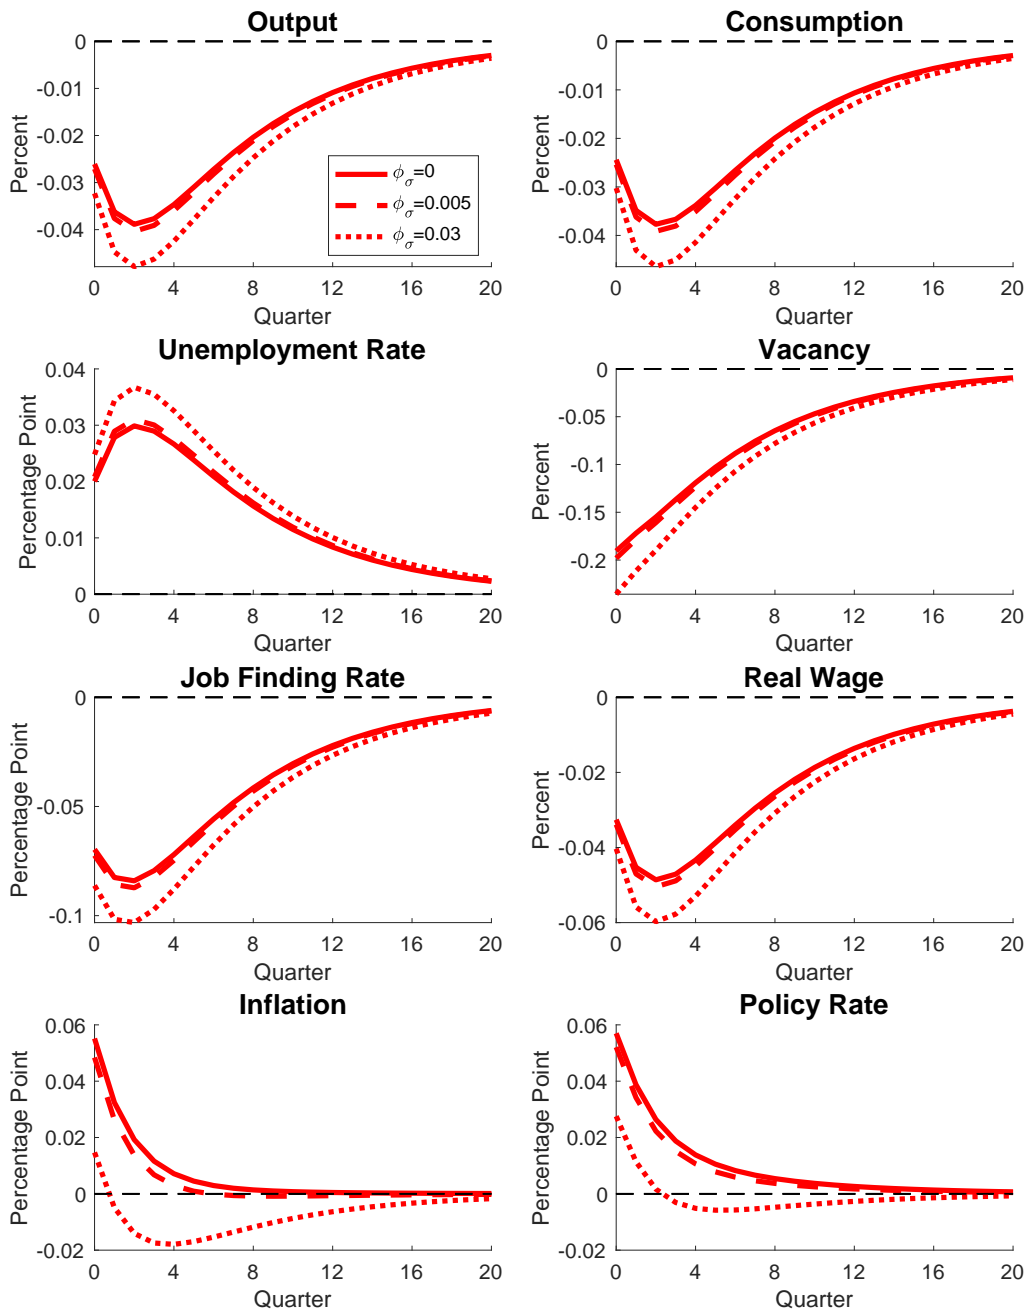 Output
Percent
0
-0.01
-0.02
-0.03
-0.04
ϕσ=0
ϕσ=0.005
ϕσ=0.03
0 4 8 12 16 20
Quarter
Consumption
Percent
0
-0.01
-0.02
-0.03
-0.04
0 4 8 12 16 20
Quarter
Unemployment Rate
Percentage Point
0.04
0.03
0.02
0.01
0
0 4 8 12 16 20
Quarter
Vacancy
Percent
0
-0.05
-0.1
-0.15
-0.2
0 4 8 12 16 20
Quarter
Job Finding Rate
Percentage Point
0
-0.05
-0.1
0 4 8 12 16 20
Quarter
Real Wage
Percent
0
-0.02
-0.04
-0.06
0 4 8 12 16 20
Quarter
Inflation
Percentage Point
0.06
0.04
0.02
0
-0.02
0 4 8 12 16 20
Quarter
Policy Rate
Percentage Point
0.06
0.04
0.02
0
-0.02
0 4 8 12 16 20
Quarter